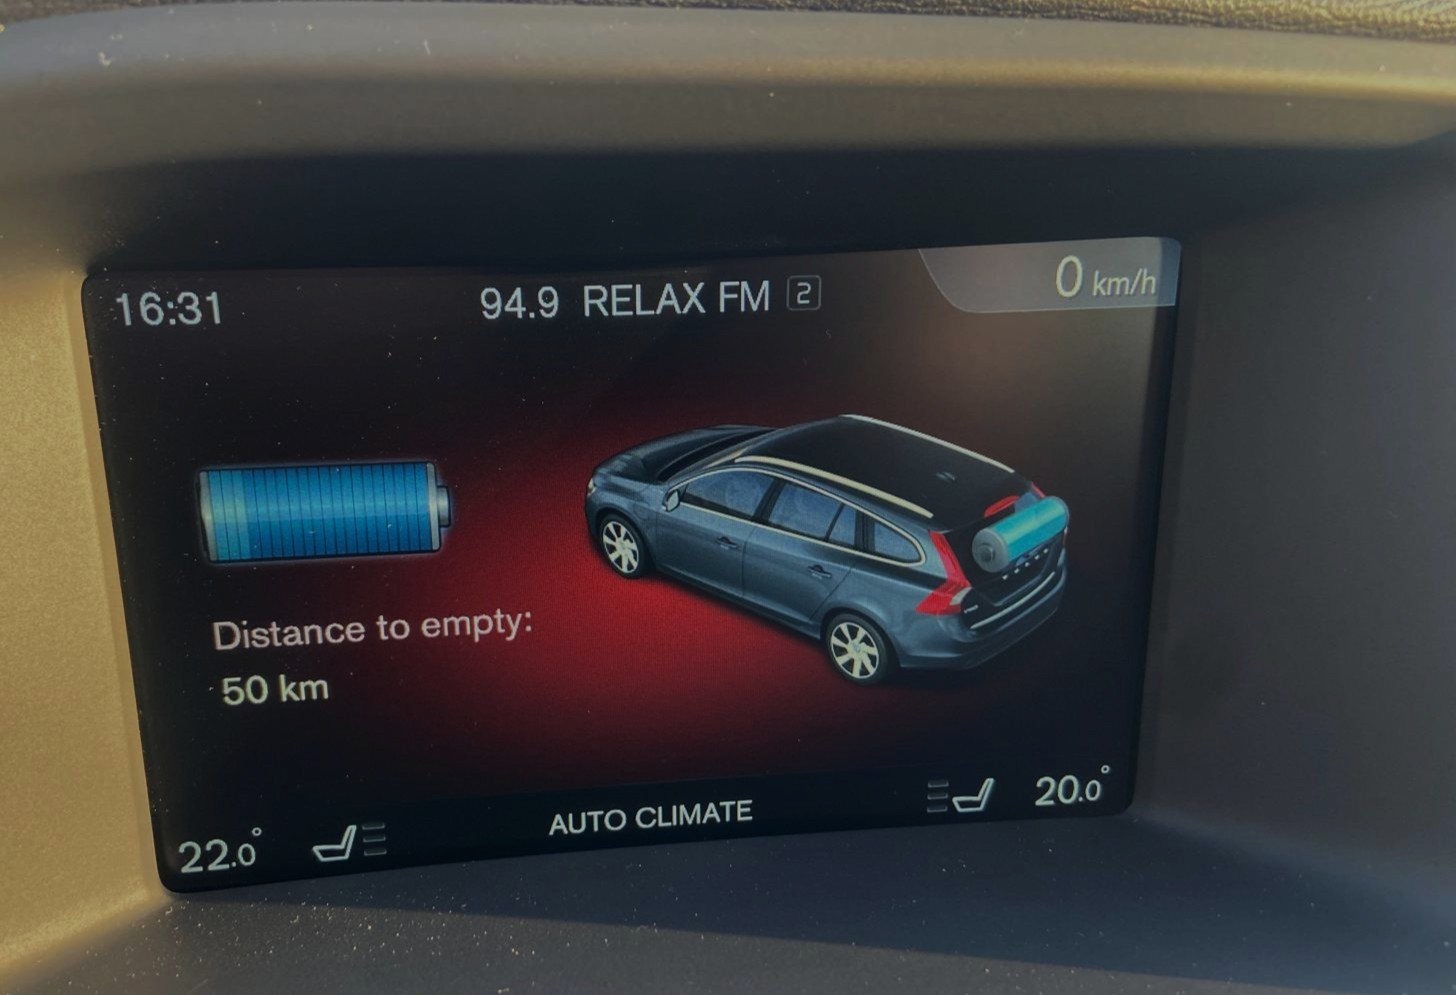 16:31
94.9 RELAX FM 2
0 km/h
Distance to empty:
50 km
22.0°
AUTO CLIMATE
20.0°